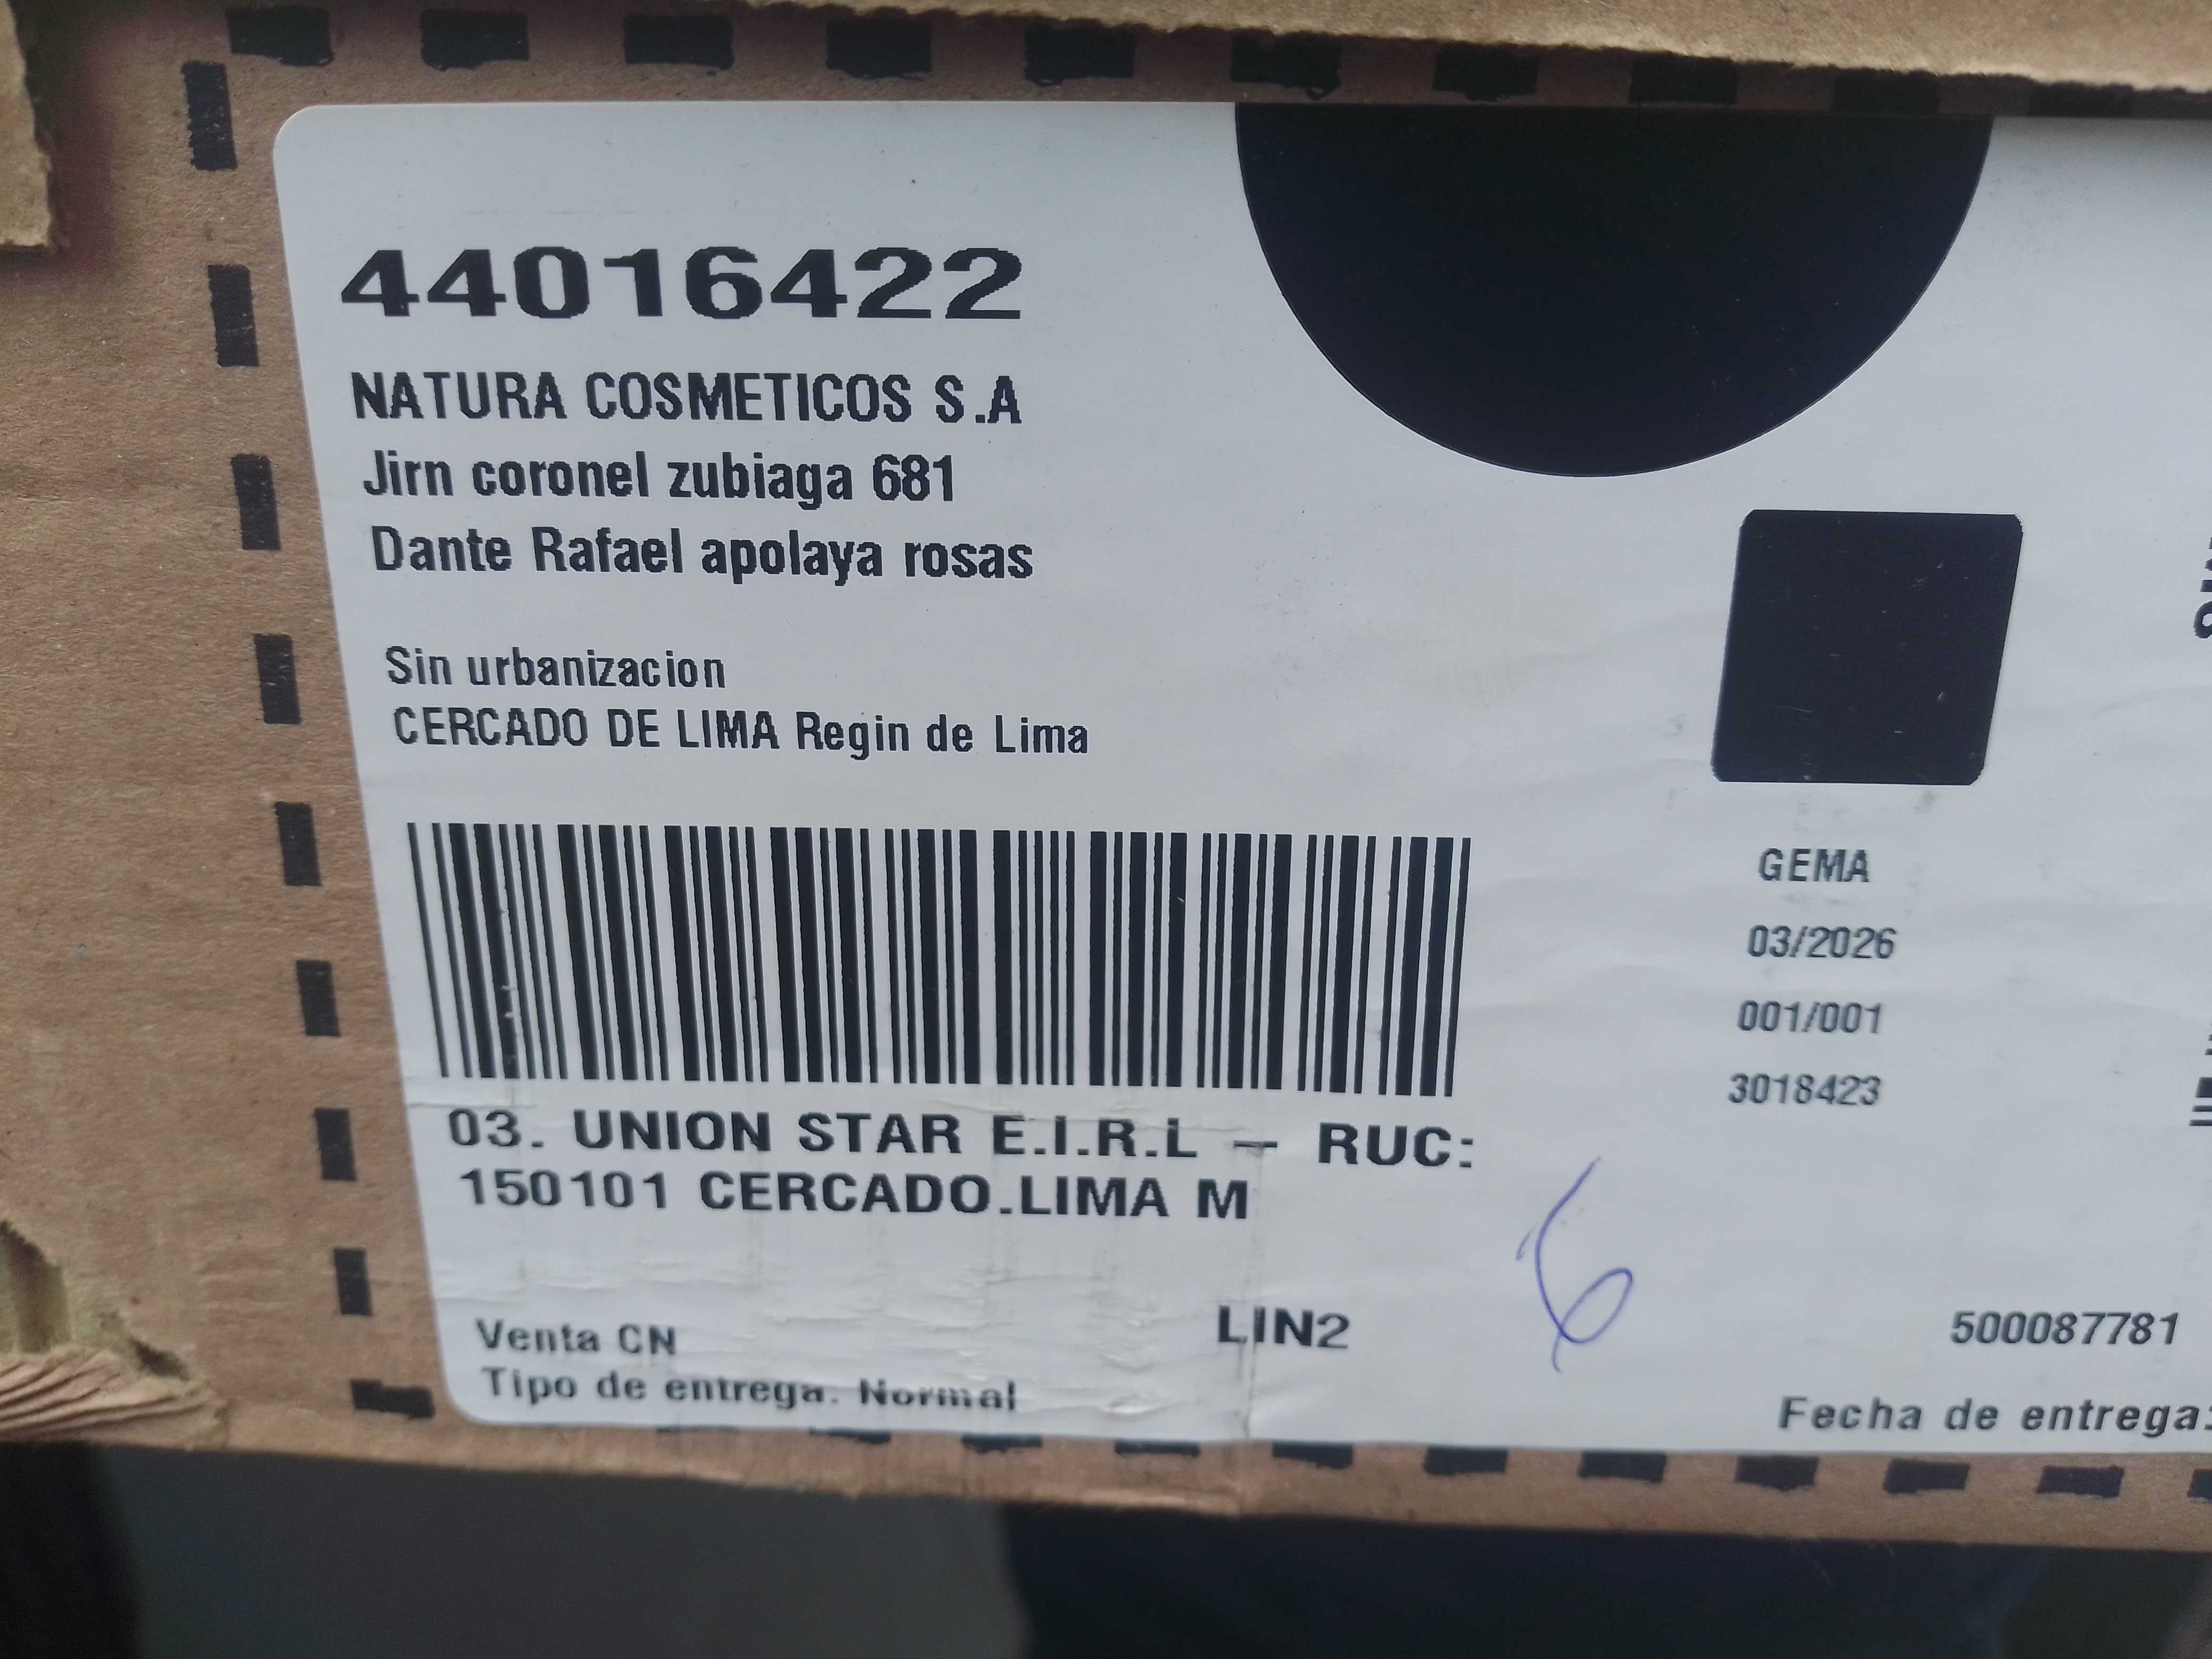 44016422
NATURA COSMETICOS S.A
Jirn coronel zubiaga 681
Dante Rafael apolaya rosas
Sin urbanizacion
CERCADO DE LIMA Regin de Lima
GEMA
03/2026
001/001
3018423
03. UNION STAR E.I.R.L - RUC:
150101 CERCADO.LIMA M
6
Venta CN
LIN2
500087781
Tipo de entrega. Normal
Fecha de entrega: